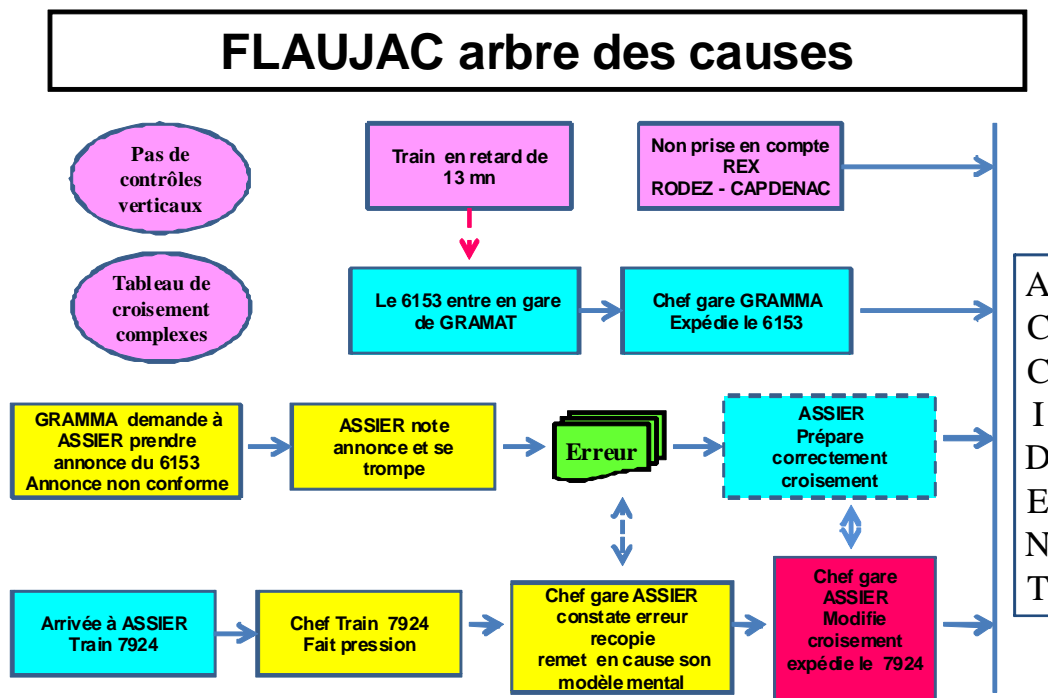 FLAUJAC arbre des causes
Pas de
contrôles
verticaux
Train en retard de
13 mn
Non prise en compte
REX
RODEZ - CAPDENAC
Tableau de
croisement
complexes
Le 6153 entre en gare
de GRAMAT
Chef gare GRAMMA
Expédie le 6153
GRAMMA demande à
ASSIER prendre
annonce du 6153
Annonce non conforme
ASSIER note
annonce et se
trompe
Erreur
ASSIER
Prépare
correctement
croisement
Arrivée à ASSIER
Train 7924
Chef Train 7924
Fait pression
Chef gare ASSIER
constate erreur
recopie
remet en cause son
modèle mental
Chef gare
ASSIER
Modifie
croisement
expédie le 7924
A
C
C
I
D
E
N
T